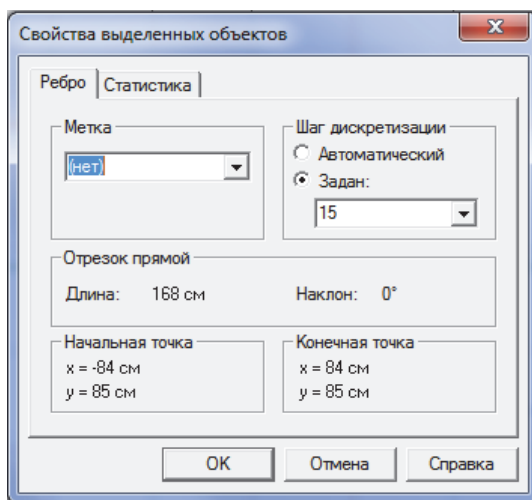 Свойства выделенных объектов
Ребро Статистика
Метка
(нет)
Шаг дискретизации
Автоматический
Задан:
15
Отрезок прямой
Длина: 168 см Наклон: 0°
Начальная точка
x = -84 см
y = 85 см
Конечная точка
x = 84 см
y = 85 см
OK Отмена Справка